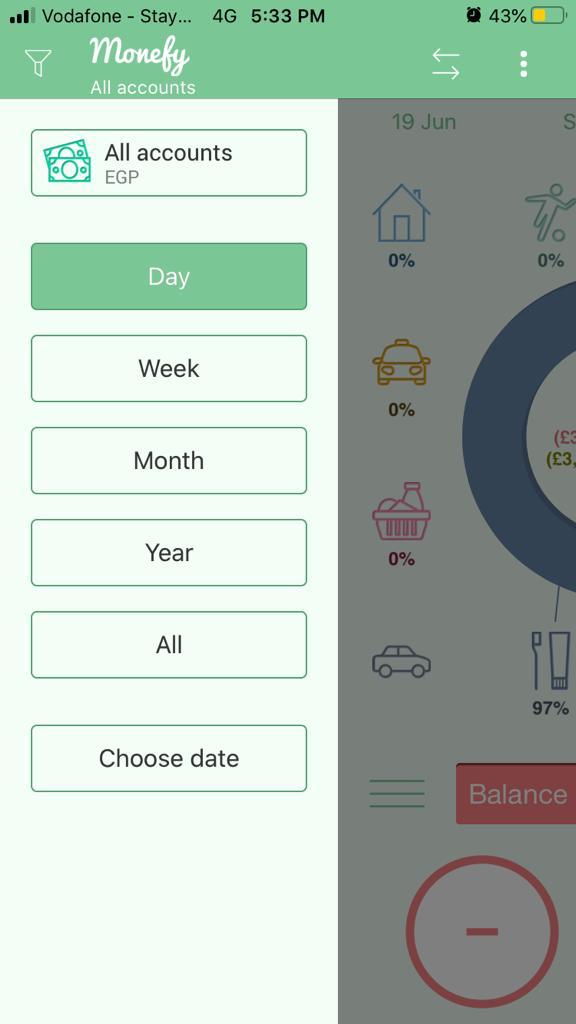 Vodafone - Stay... 4G 5:33 PM 43%
Monefy
All accounts
19 Jun S
All accounts
EGP
Day
Week
Month
Year
All
Choose date
0% 0%
0%
(£3
(£3,
0%
97%
Balance